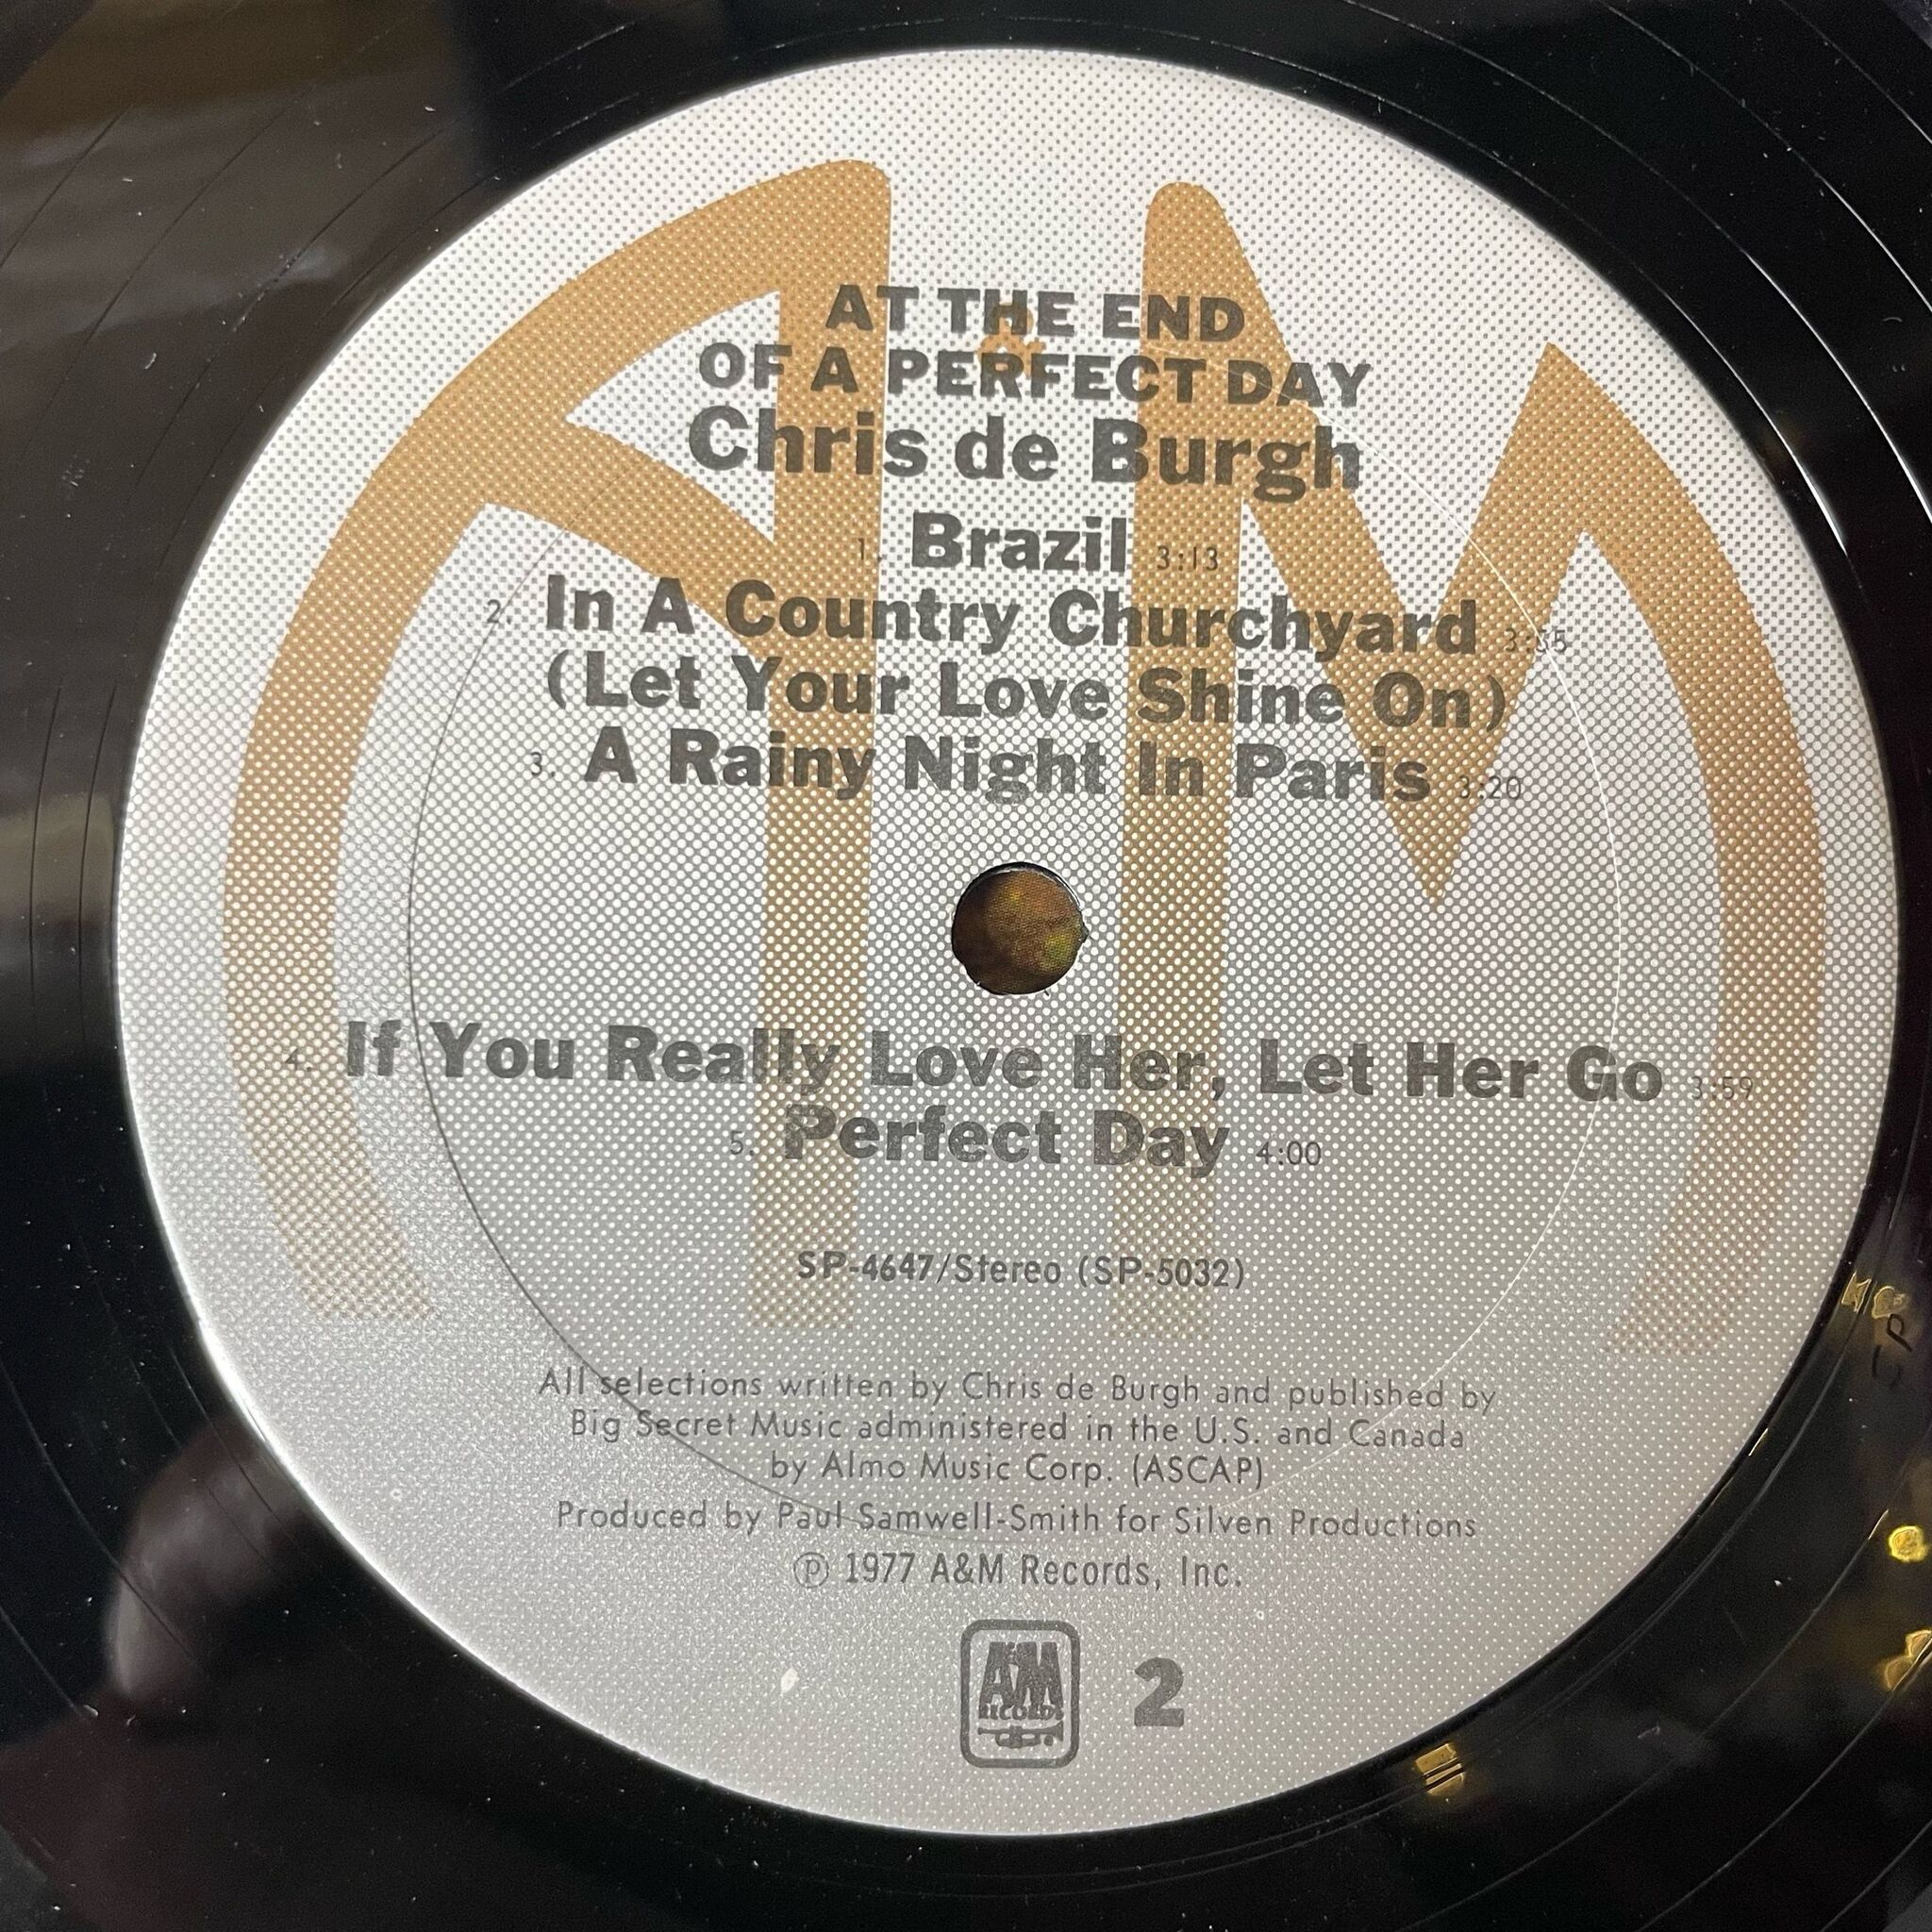 AT THE END
OF A PERFECT DAY
Chris de Burgh
1. Brazil 3:13
2. In A Country Churchyard 3:55
(Let Your Love Shine On)
3. A Rainy Night In Paris 3:20
4. If You Really Love Her, Let Her Go 3:59
5. Perfect Day 4:00
SP-4647/Stereo (SP-5032)
All selections written by Chris de Burgh and published by
Big Secret Music administered in the U.S. and Canada
by Almo Music Corp. (ASCAP)
Produced by Paul Samwell-Smith for Silven Productions
℗ 1977 A&M Records, Inc.
A&M
RECORDS
2
A&M